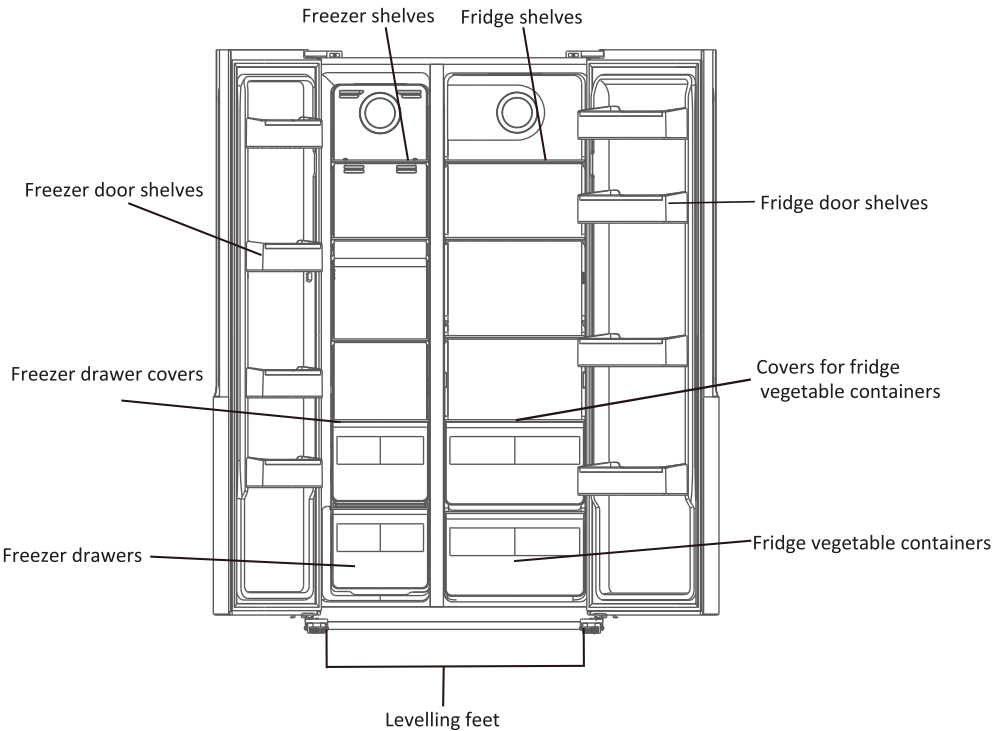 Freezer shelves
Fridge shelves
Freezer door shelves
Fridge door shelves
Freezer drawer covers
Covers for fridge
vegetable containers
Freezer drawers
Fridge vegetable containers
Levelling feet